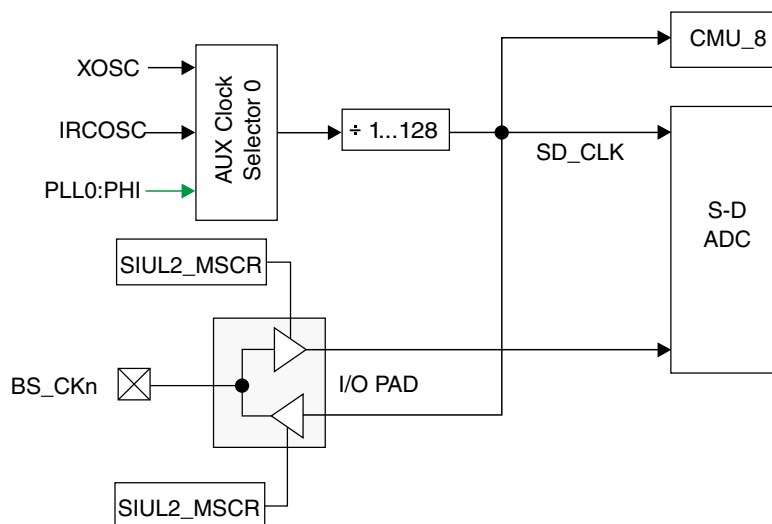 CMU_8
XOSC
IRCOSC
PLL0:PHI
AUX Clock
Selector 0
÷ 1...128
SD_CLK
S-D
ADC
SIUL2_MSCR
BS_CKn
I/O PAD
SIUL2_MSCR